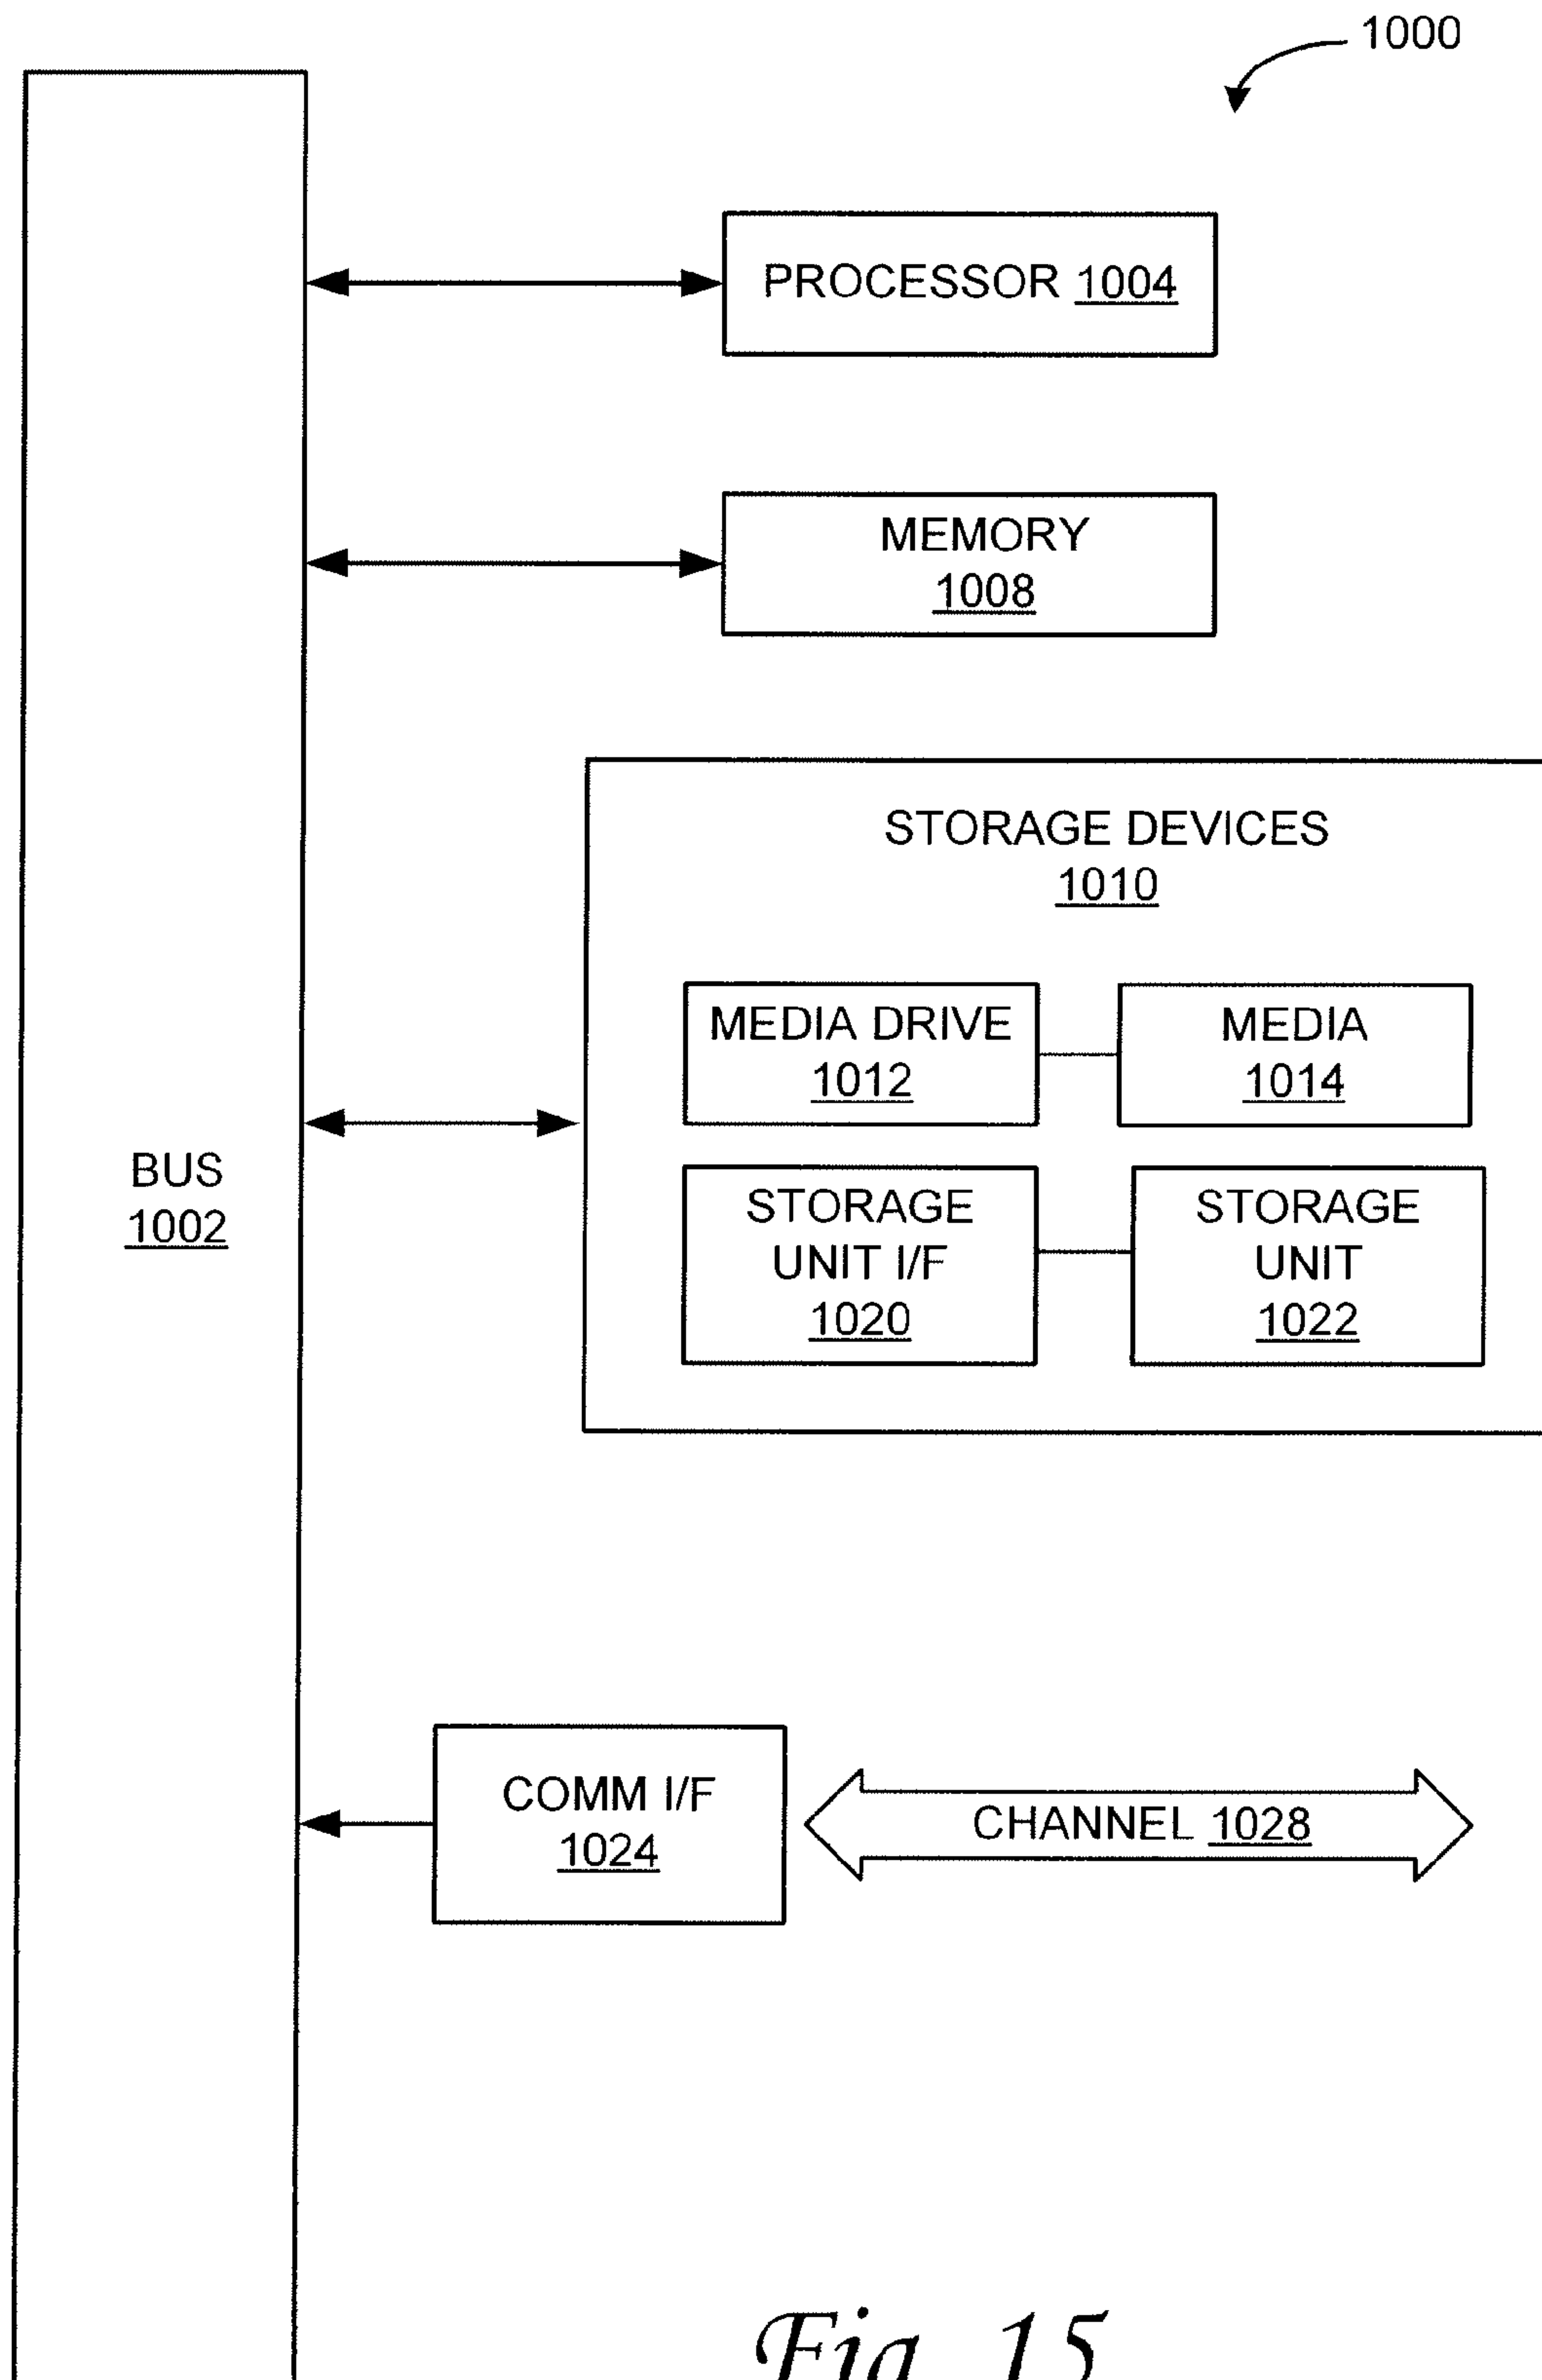 1000
PROCESSOR 1004
MEMORY
1008
STORAGE DEVICES
1010
MEDIA DRIVE
1012
MEDIA
1014
BUS
1002
STORAGE
UNIT I/F
1020
STORAGE
UNIT
1022
COMM I/F
1024
CHANNEL 1028
Fig. 15